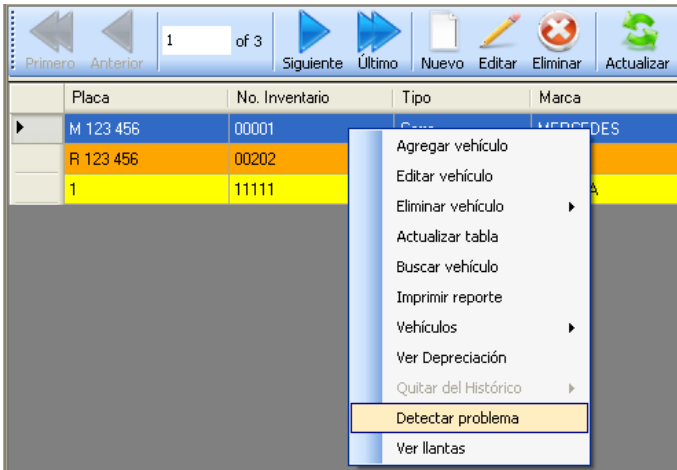 1 of 3
Primero Anterior Siguiente Último Nuevo Editar Eliminar Actualizar
Placa No. Inventario Tipo Marca
M 123 456 00001 MERCEDES
R 123 456 00202
1 11111 A
Agregar vehículo
Editar vehículo
Eliminar vehículo
Actualizar tabla
Buscar vehículo
Imprimir reporte
Vehículos
Ver Depreciación
Quitar del Histórico
Detectar problema
Ver llantas